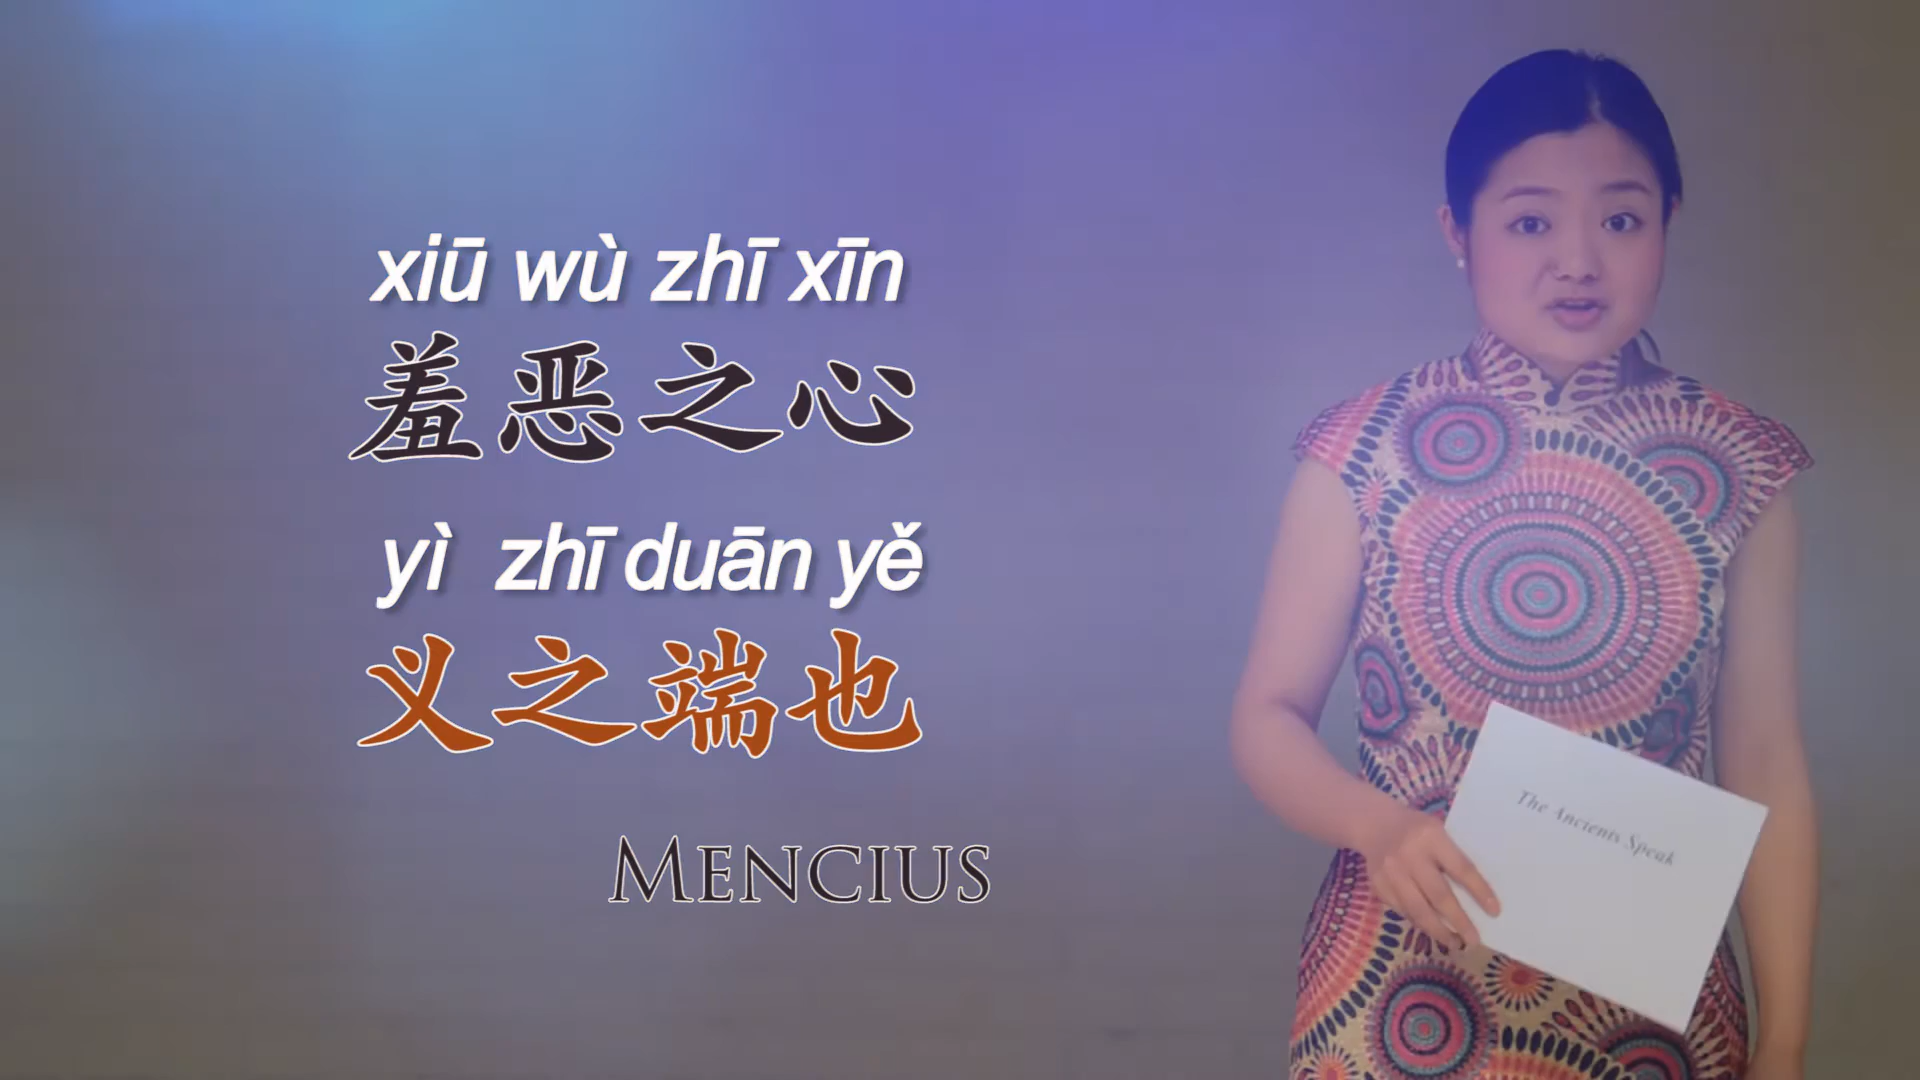 xiū wù zhī xīn
羞恶之心
yì zhī duān yě
义之端也
MENCIUS
The Ancients Speak